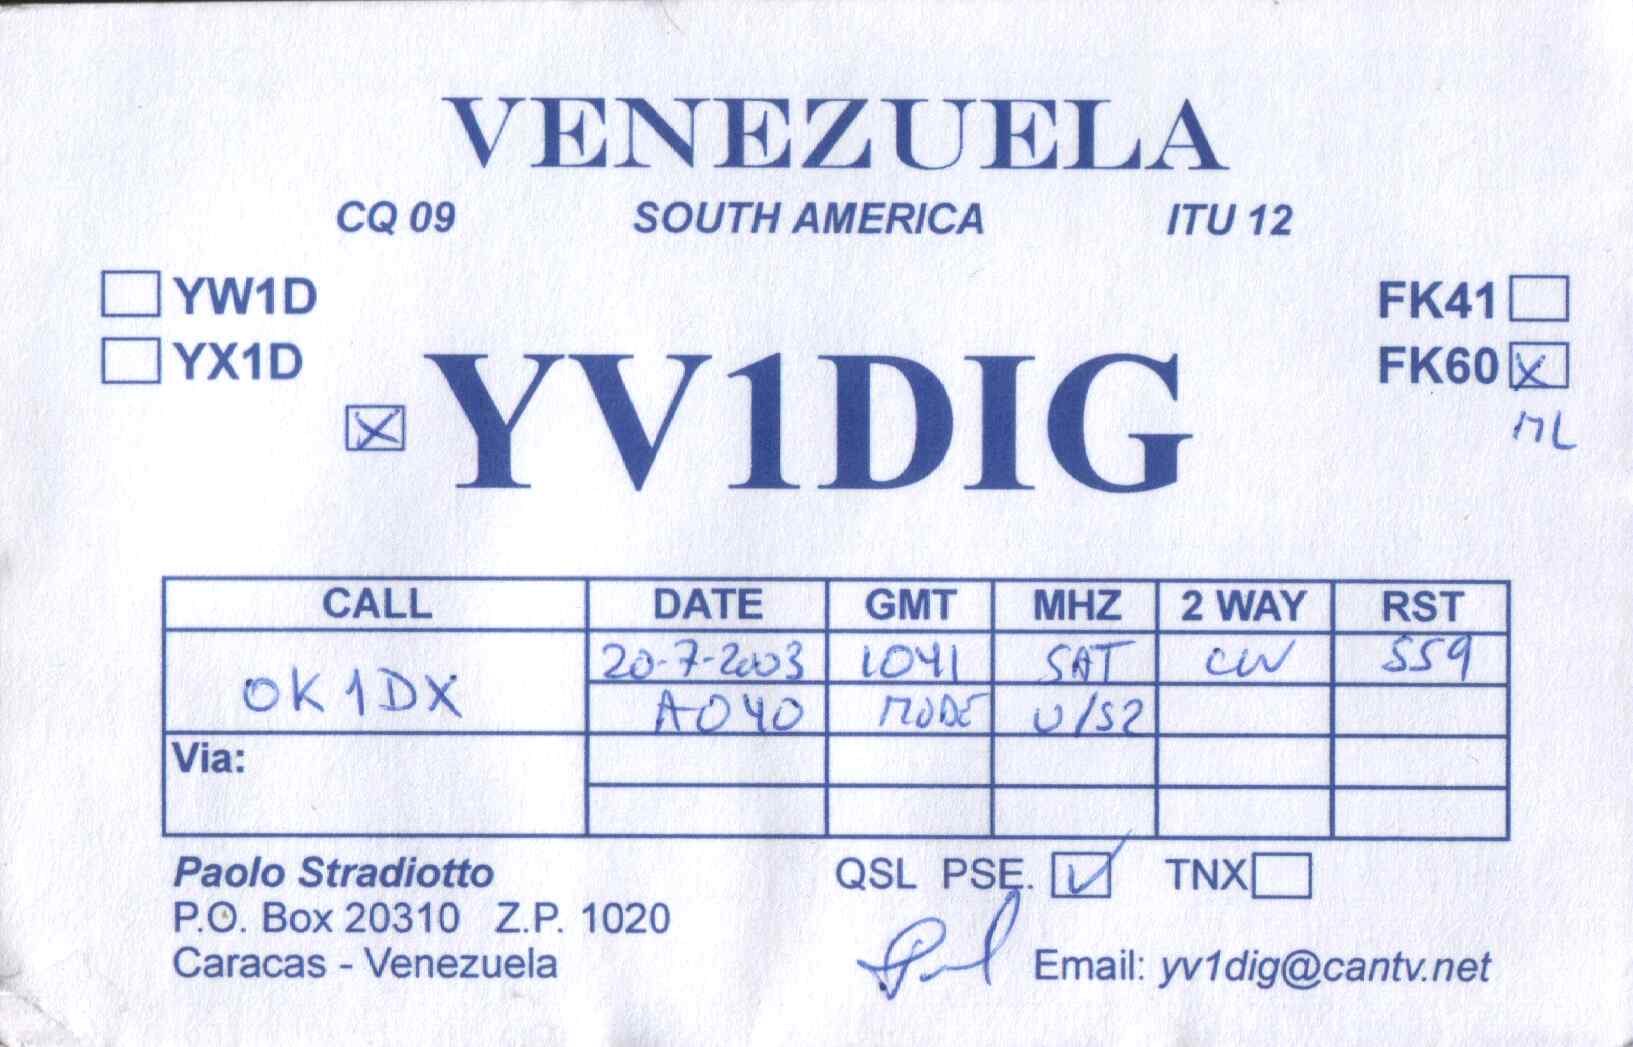 VENEZUELA
CQ 09 SOUTH AMERICA ITU 12
YW1D FK41
YX1D FK60
ML
YV1DIG
CALL DATE GMT MHZ 2 WAY RST
OK1DX 20-7-2003 1041 SAT CW 559
AO40 MODE U/S2
Via:
Paolo Stradiotto QSL PSE. TNX
P.O. Box 20310 Z.P. 1020
Caracas - Venezuela Email: yv1dig@cantv.net